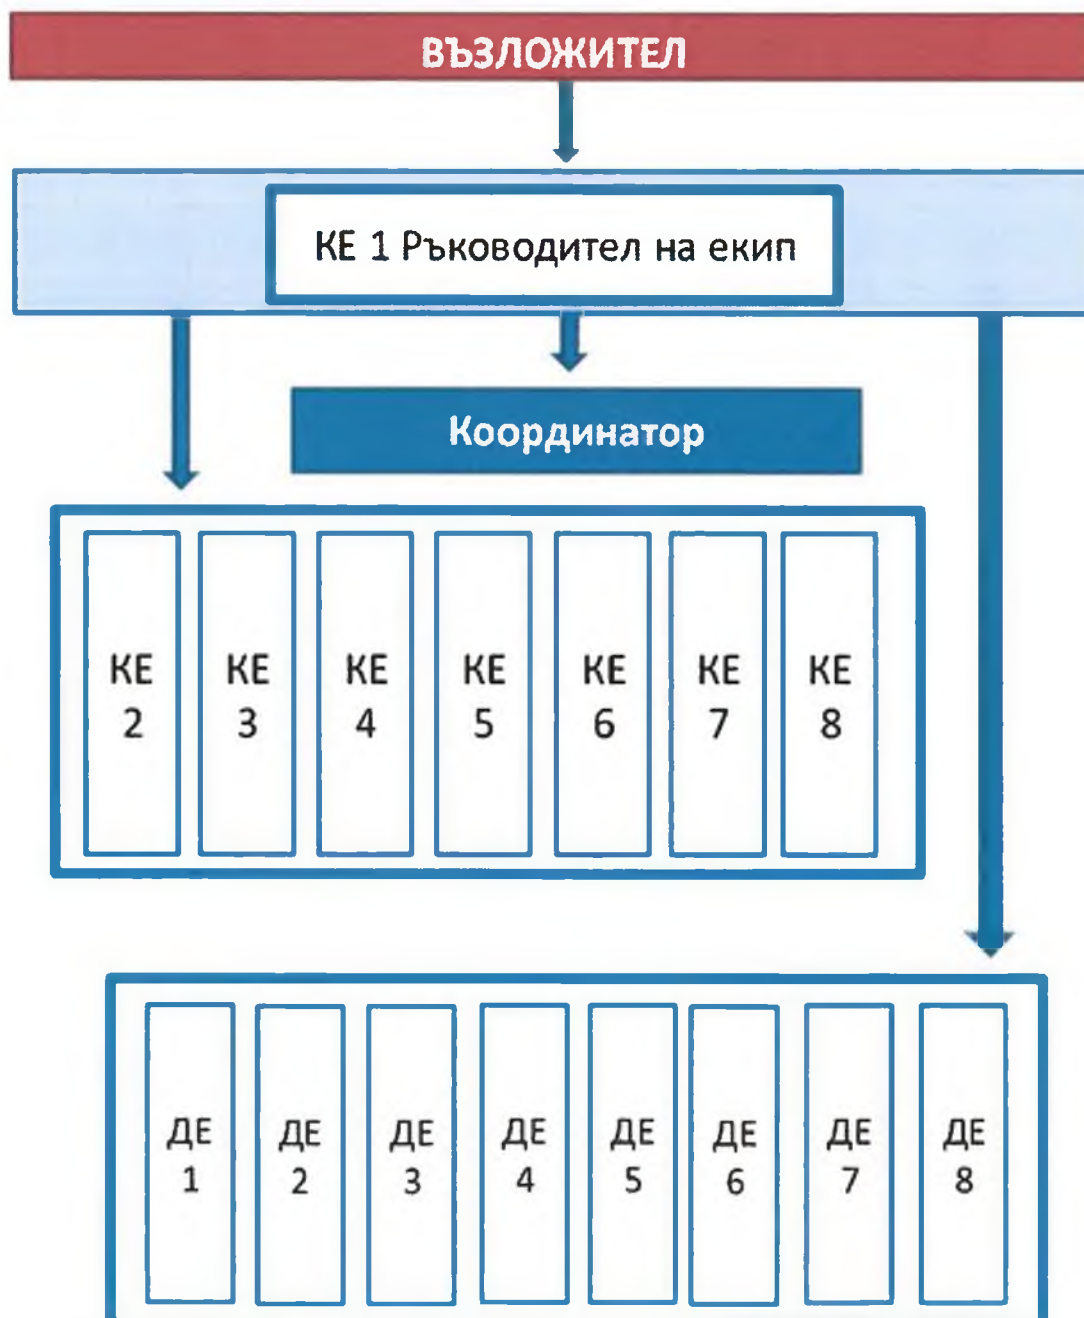 ВЪЗЛОЖИТЕЛ
КЕ 1 Ръководител на екип
Координатор
КЕ
2
КЕ
3
КЕ
4
КЕ
5
КЕ
6
КЕ
7
КЕ
8
ДЕ
1
ДЕ
2
ДЕ
3
ДЕ
4
ДЕ
5
ДЕ
6
ДЕ
7
ДЕ
8